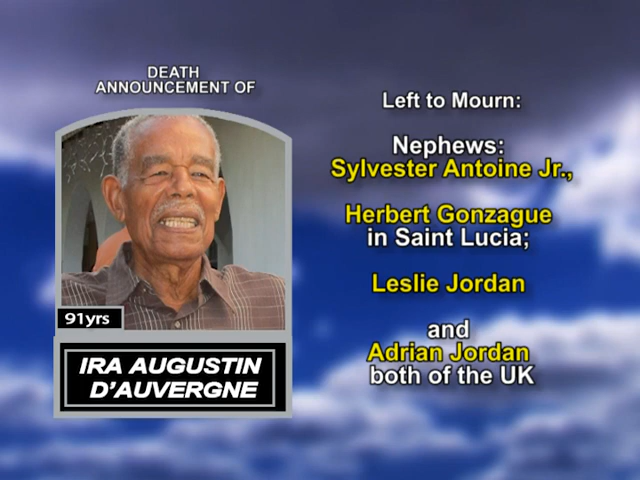 DEATH
ANNOUNCEMENT OF
91yrs
IRA AUGUSTIN
D'AUVERGNE
Left to Mourn:
Nephews:
Sylvester Antoine Jr.,
Herbert Gonzague
in Saint Lucia;
Leslie Jordan
and
Adrian Jordan
both of the UK